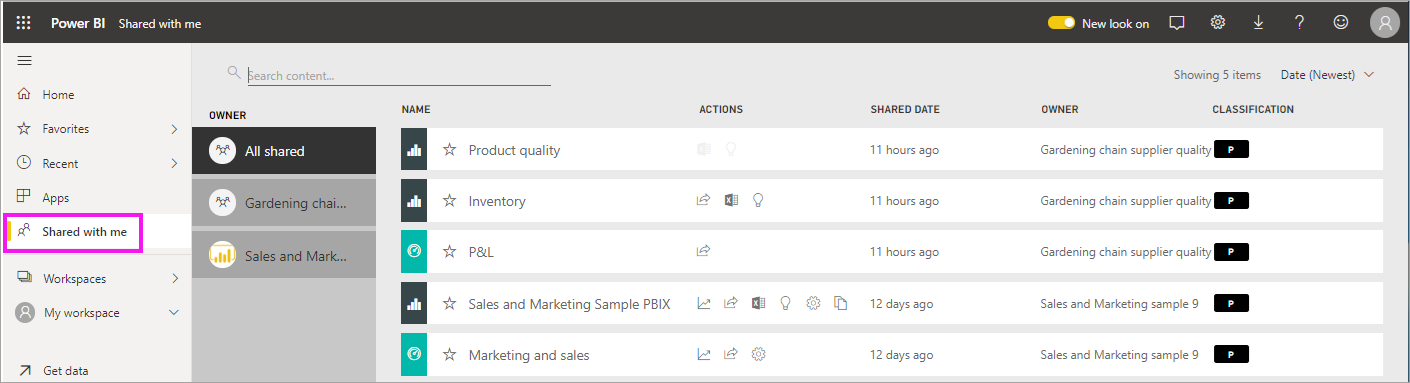 Power BI Shared with me New look on
Search content...
Showing 5 items Date (Newest)
Home
Favorites
Recent
Apps
Shared with me
Workspaces
My workspace
Get data
OWNER
All shared
Gardening chai...
Sales and Mark...
NAME ACTIONS SHARED DATE OWNER CLASSIFICATION
Product quality 11 hours ago Gardening chain supplier quality P
Inventory 11 hours ago Gardening chain supplier quality P
P&L 11 hours ago Gardening chain supplier quality P
Sales and Marketing Sample PBIX 12 days ago Sales and Marketing sample 9 P
Marketing and sales 12 days ago Sales and Marketing sample 9 P